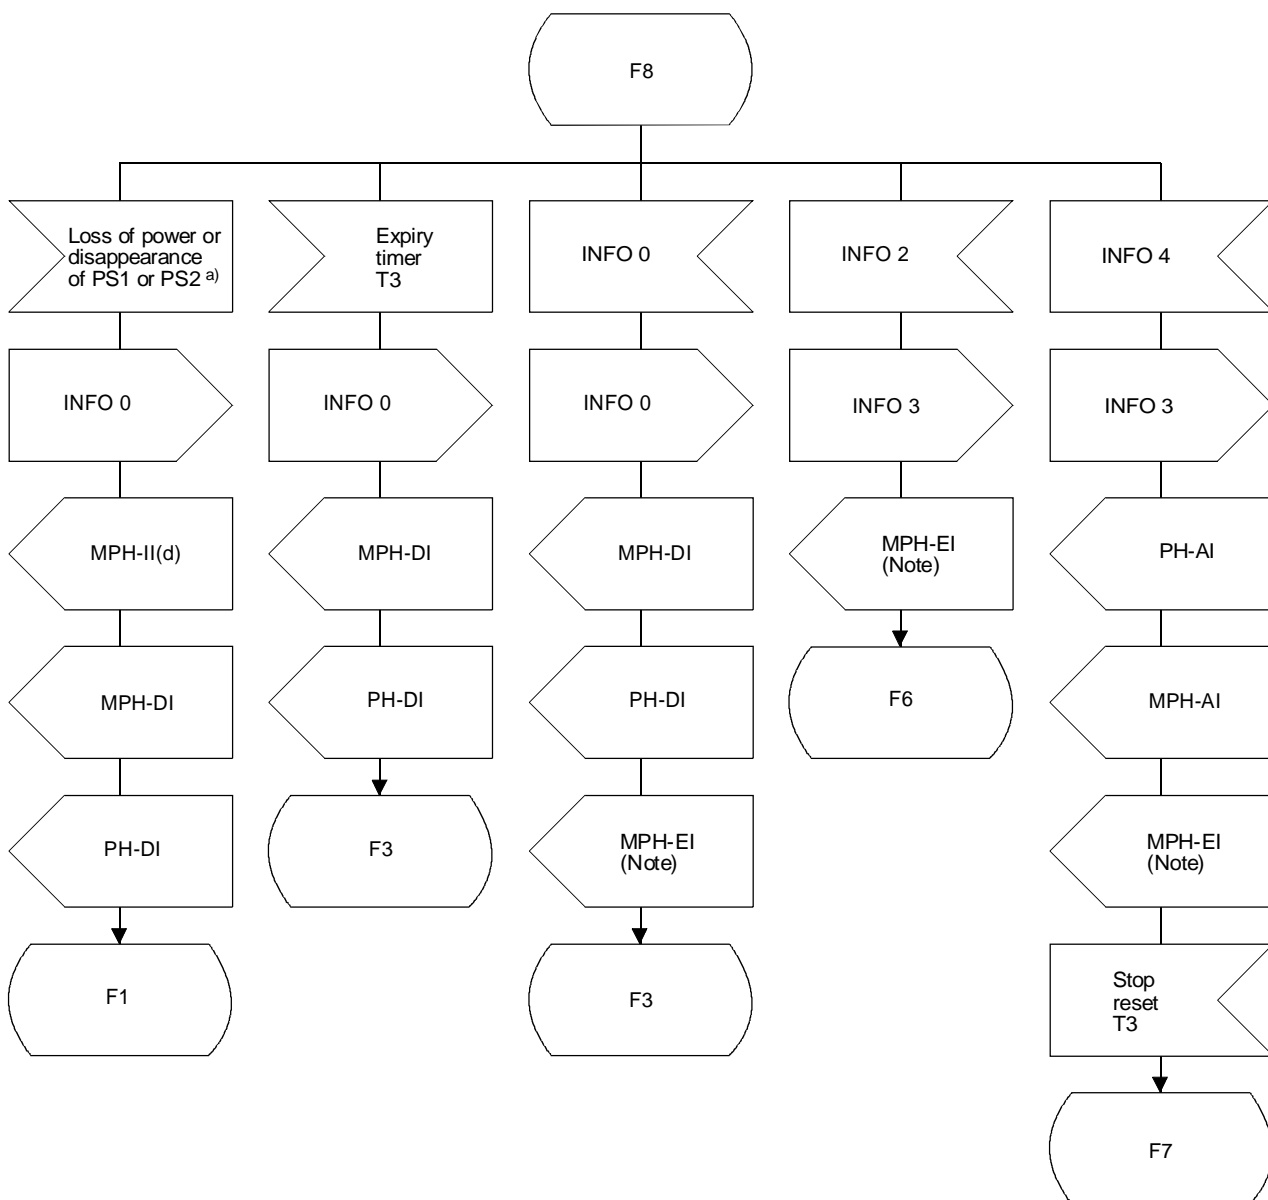 F8
Loss of power or
disappearance
of PS1 or PS2 a)
Expiry
timer
T3
INFO 0
INFO 2
INFO 4
INFO 0
INFO 0
INFO 0
INFO 3
INFO 3
MPH-II(d)
MPH-DI
MPH-DI
MPH-EI
(Note)
PH-AI
MPH-DI
PH-DI
PH-DI
F6
MPH-AI
PH-DI
F3
MPH-EI
(Note)
MPH-EI
(Note)
F1
F3
Stop
reset
T3
F7